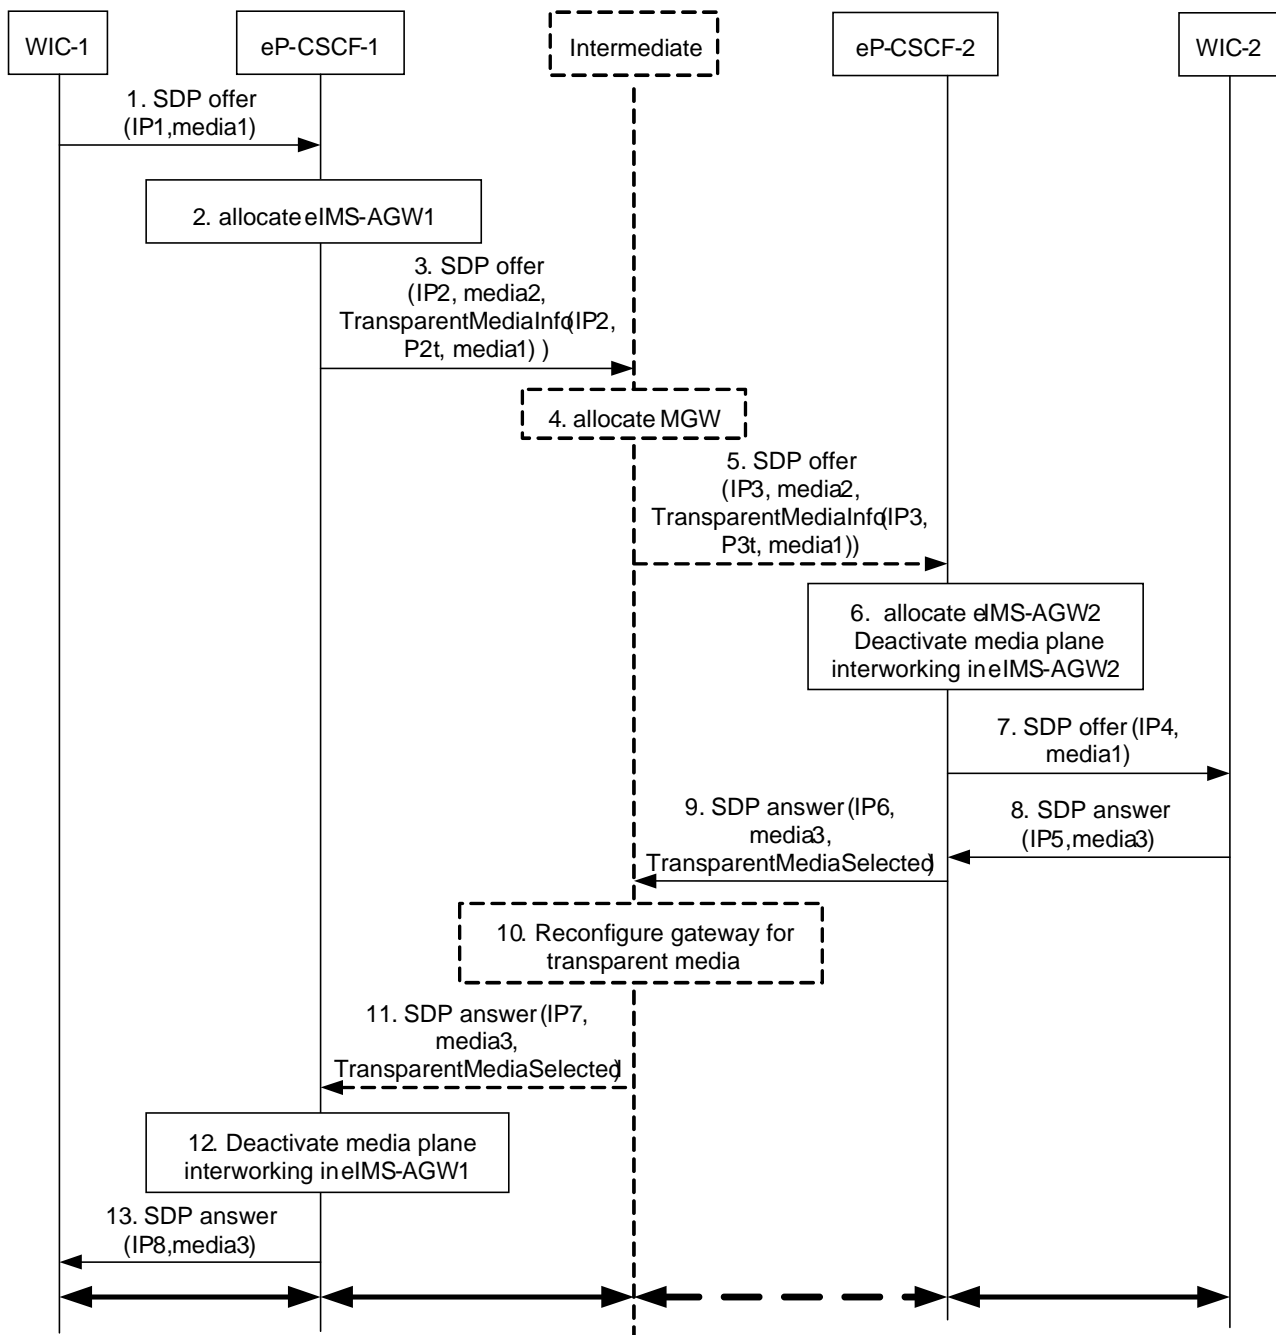 WIC-1
eP-CSCF-1
Intermediate
eP-CSCF-2
WIC-2
1. SDP offer
(IP1,media1)
2. allocate eIMS-AGW1
3. SDP offer
(IP2, media2,
TransparentMediaInfo(IP2,
P2t, media1) )
4. allocate MGW
5. SDP offer
(IP3, media2,
TransparentMediaInfo(IP3,
P3t, media1))
6. allocate eIMS-AGW2
Deactivate media plane
interworking in eIMS-AGW2
7. SDP offer (IP4,
media1)
8. SDP answer
(IP5,media3)
9. SDP answer (IP6,
media3,
TransparentMediaSelected)
10. Reconfigure gateway for
transparent media
11. SDP answer (IP7,
media3,
TransparentMediaSelected)
12. Deactivate media plane
interworking in eIMS-AGW1
13. SDP answer
(IP8,media3)